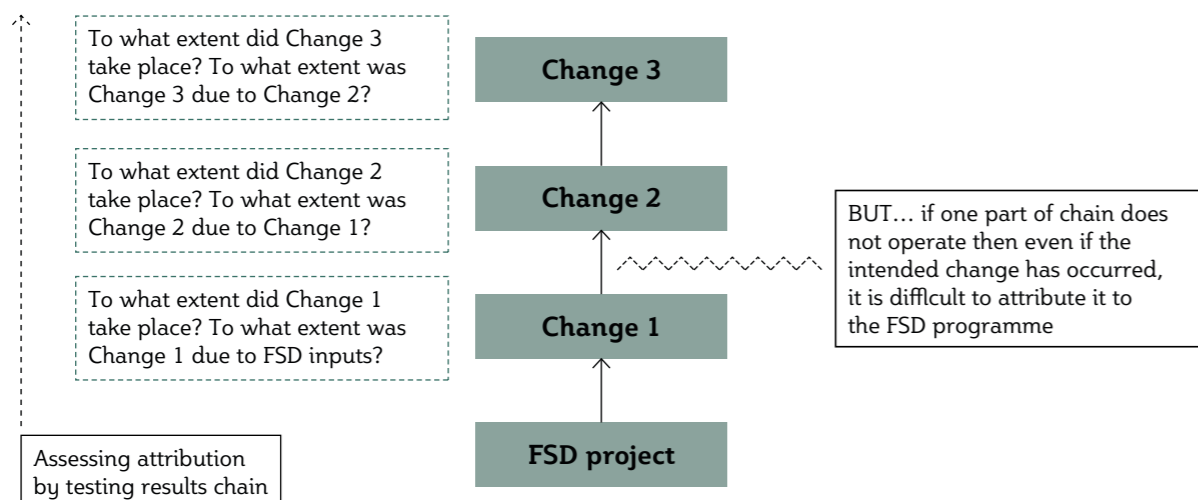 To what extent did Change 3
take place? To what extent was
Change 3 due to Change 2?
Change 3
To what extent did Change 2
take place? To what extent was
Change 2 due to Change 1?
Change 2
BUT... if one part of chain does
not operate then even if the
intended change has occurred,
it is difflcult to attribute it to
the FSD programme
To what extent did Change 1
take place? To what extent was
Change 1 due to FSD inputs?
Change 1
FSD project
Assessing attribution
by testing results chain